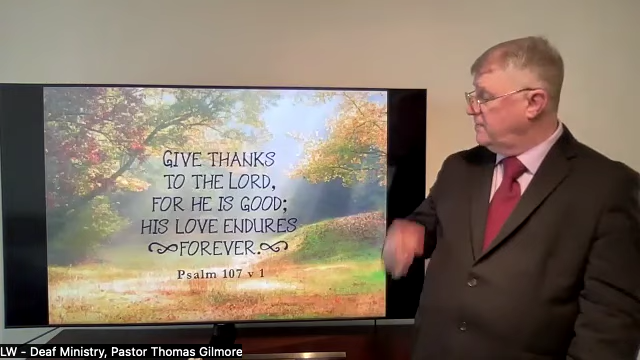 GIVE THANKS
TO THE LORD,
FOR HE IS GOOD;
HIS LOVE ENDURES
FOREVER.
Psalm 107 v 1
LW - Deaf Ministry, Pastor Thomas Gilmore